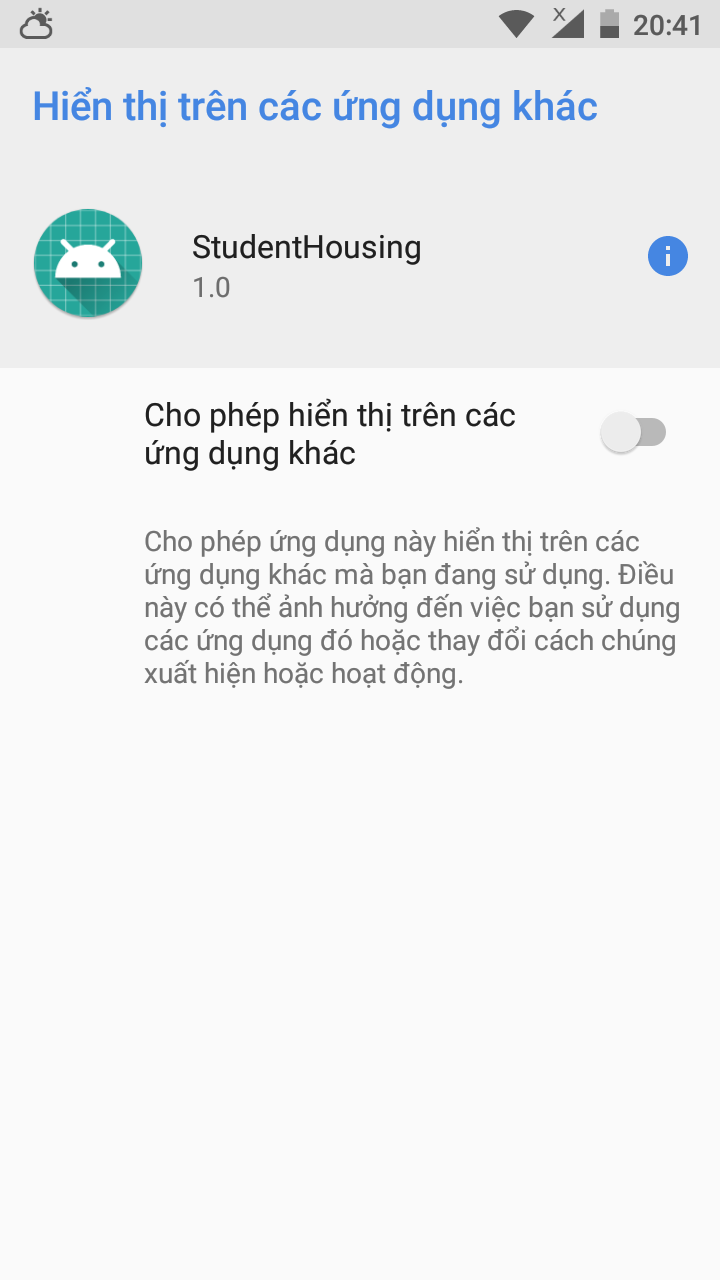 20:41
Hiển thị trên các ứng dụng khác
StudentHousing
1.0
Cho phép hiển thị trên các
ứng dụng khác
Cho phép ứng dụng này hiển thị trên các
ứng dụng khác mà bạn đang sử dụng. Điều
này có thể ảnh hưởng đến việc bạn sử dụng
các ứng dụng đó hoặc thay đổi cách chúng
xuất hiện hoặc hoạt động.